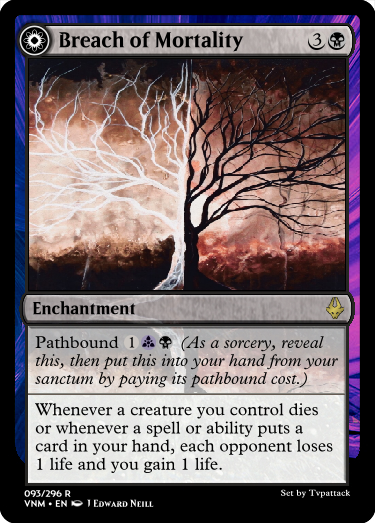 Breach of Mortality 3
Enchantment
Pathbound 1 (As a sorcery, reveal
this, then put this into your hand from your
sanctum by paying its pathbound cost.)
Whenever a creature you control dies
or whenever a spell or ability puts a
card in your hand, each opponent loses
1 life and you gain 1 life.
093/296 R
Set by Tvpattack
VNM • EN J Edward Neill